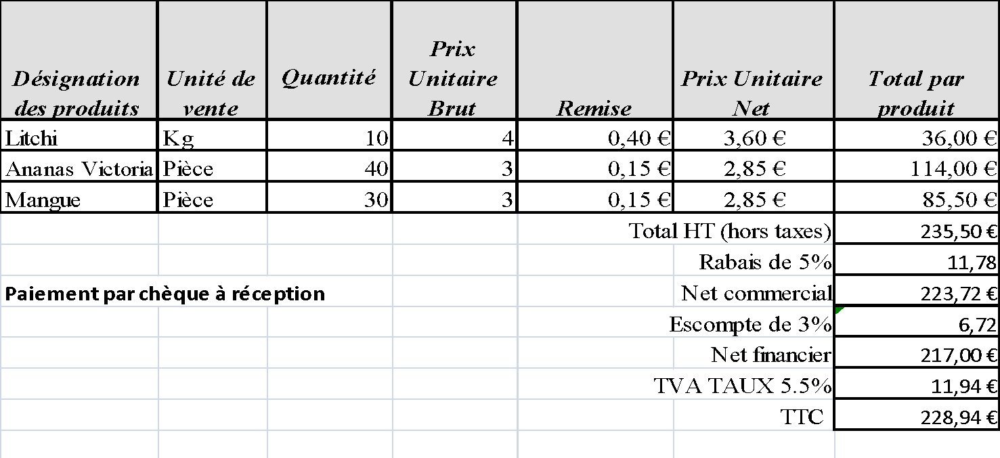 Désignation des produits Unité de vente Quantité Prix Unitaire Brut Remise Prix Unitaire Net Total par produit
Litchi Kg 10 4 0,40 € 3,60 € 36,00 €
Ananas Victoria Pièce 40 3 0,15 € 2,85 € 114,00 €
Mangue Pièce 30 3 0,15 € 2,85 € 85,50 €
Total HT (hors taxes) 235,50 €
Rabais de 5% 11,78
Paiement par chèque à réception Net commercial 223,72 €
Escompte de 3% 6,72
Net financier 217,00 €
TVA TAUX 5.5% 11,94 €
TTC 228,94 €